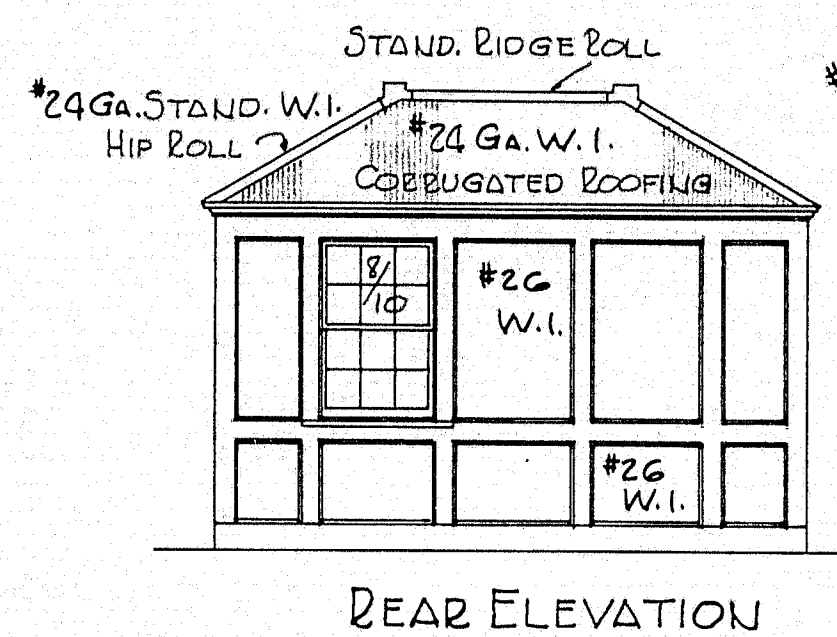 STAND. RIDGE ROLL
#24 GA. STAND. W.I.
HIP ROLL
#24 GA. W.I.
CORRUGATED ROOFING
8/10
#26
W.I.
#26
W.I.
REAR ELEVATION
#